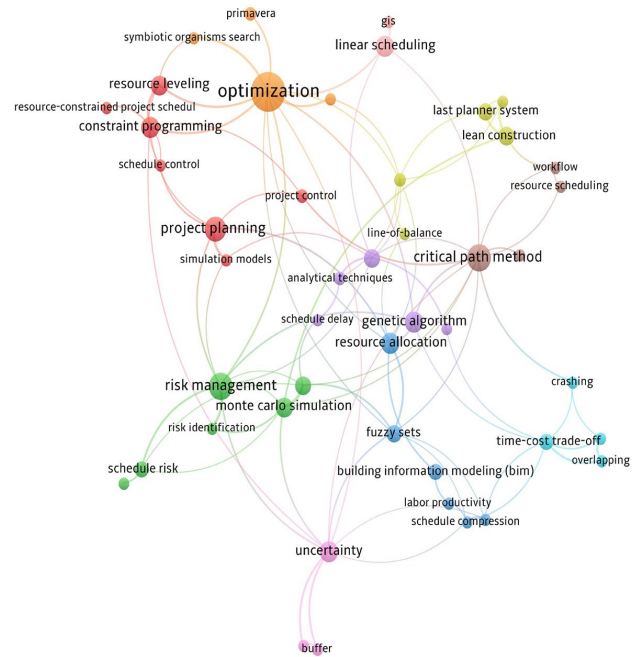 primavera
gis
symbiotic organisms search
linear scheduling
resource leveling
optimization
resource-constrained project schedul
last planner system
constraint programming
lean construction
schedule control
workflow
resource scheduling
project control
project planning
line-of-balance
simulation models
critical path method
analytical techniques
schedule delay
genetic algorithm
resource allocation
risk management
crashing
monte carlo simulation
risk identification
fuzzy sets
time-cost trade-off
schedule risk
overlapping
building information modeling (bim)
labor productivity
schedule compression
uncertainty
buffer